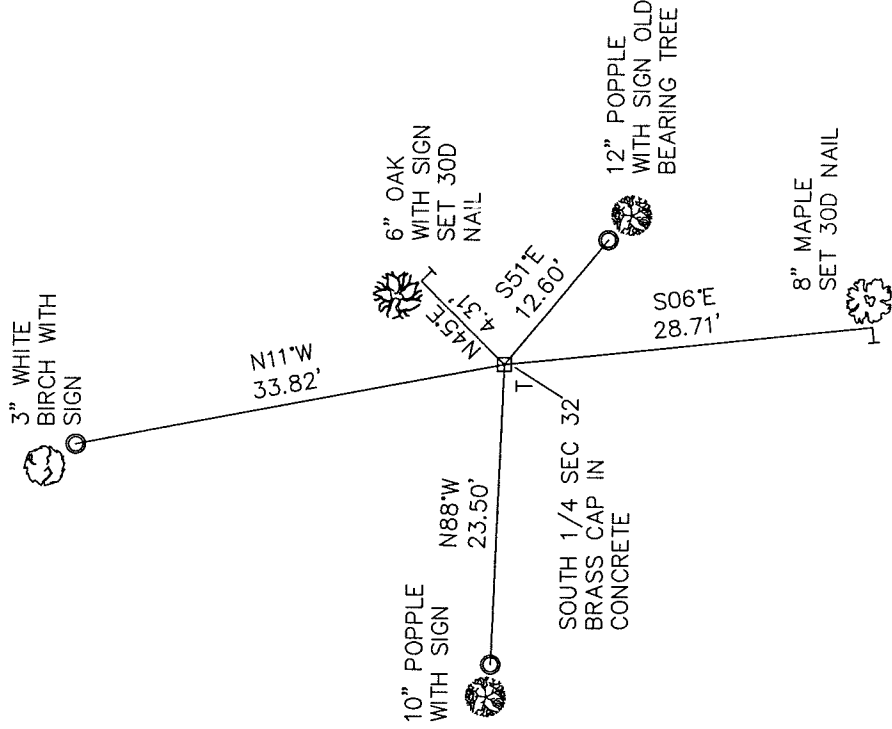 3" WHITE
BIRCH WITH
SIGN
N11°W
33.82'
6" OAK
WITH SIGN
SET 30D
NAIL
N45°E
4.31'
S51°E
12.60'
12" POPPLE
WITH SIGN OLD
BEARING TREE
N88°W
23.50'
10" POPPLE
WITH SIGN
S06°E
28.71'
8" MAPLE
SET 30D NAIL
SOUTH 1/4 SEC 32
BRASS CAP IN
CONCRETE